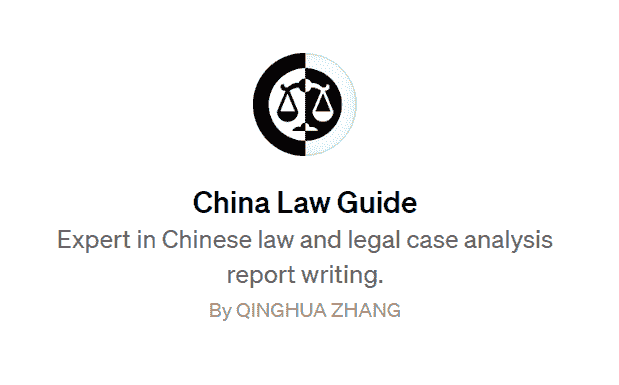 China Law Guide
Expert in Chinese law and legal case analysis
report writing.
By QINGHUA ZHANG